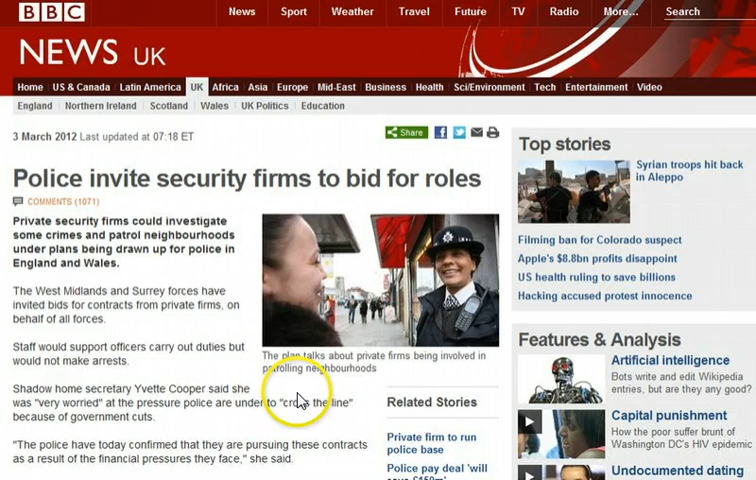 BBC
News Sport Weather Travel Future TV Radio More... Search
NEWS UK
Home US & Canada Latin America UK Africa Asia Europe Mid-East Business Health Sci/Environment Tech Entertainment Video
England Northern Ireland Scotland Wales UK Politics Education
3 March 2012 Last updated at 07:18 ET
Share
Police invite security firms to bid for roles
COMMENTS (1071)
Private security firms could investigate
some crimes and patrol neighbourhoods
under plans being drawn up for police in
England and Wales.
The West Midlands and Surrey forces have
invited bids for contracts from private firms, on
behalf of all forces.
Staff would support officers carry out duties but
would not make arrests.
The plan talks about private firms being involved in
patrolling neighbourhoods
Shadow home secretary Yvette Cooper said she
was "very worried" at the pressure police are under to "cross the line"
because of government cuts.
"The police have today confirmed that they are pursuing these contracts
as a result of the financial pressures they face," she said.
Related Stories
Private firm to run
police base
Police pay deal 'will
Top stories
Syrian troops hit back
in Aleppo
Filming ban for Colorado suspect
Apple's $8.8bn profits disappoint
US health ruling to save billions
Hacking accused protest innocence
Features & Analysis
Artificial intelligence
Bots write and edit Wikipedia
entries, but are they any good?
Capital punishment
How the poor suffer brunt of
Washington DC's HIV epidemic
Undocumented dating